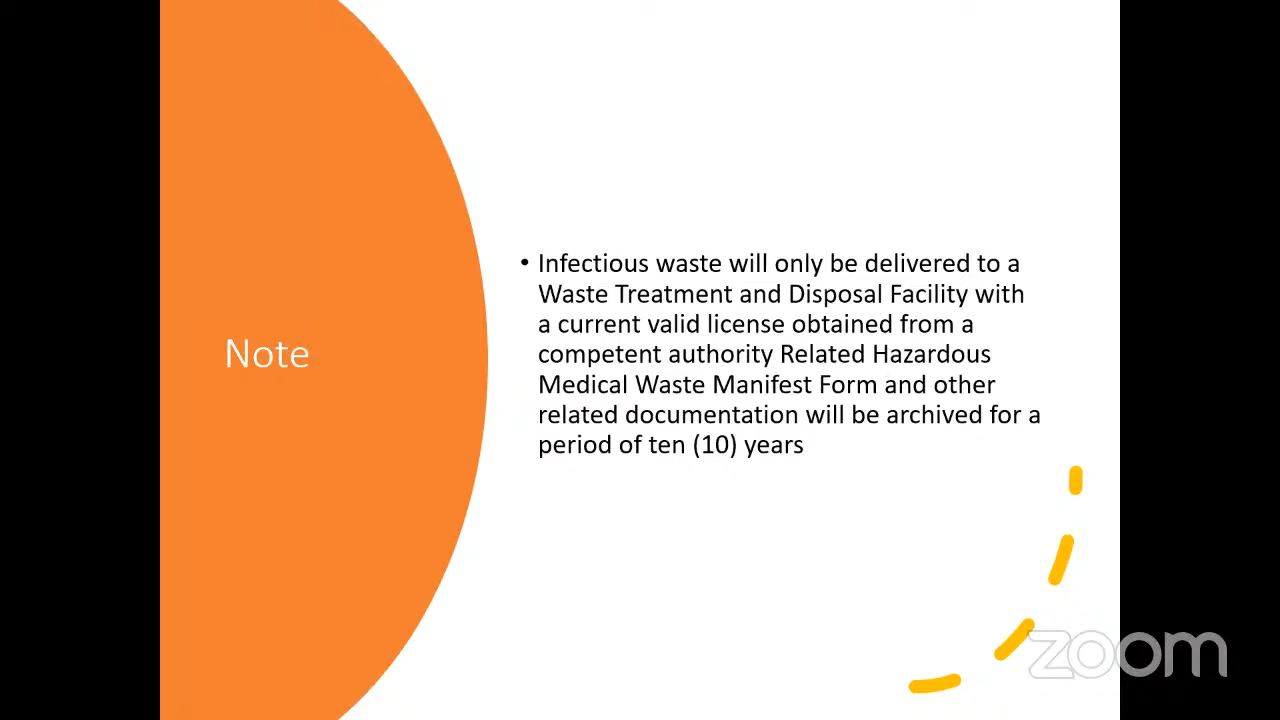 Note
• Infectious waste will only be delivered to a
Waste Treatment and Disposal Facility with
a current valid license obtained from a
competent authority Related Hazardous
Medical Waste Manifest Form and other
related documentation will be archived for a
period of ten (10) years
zoom